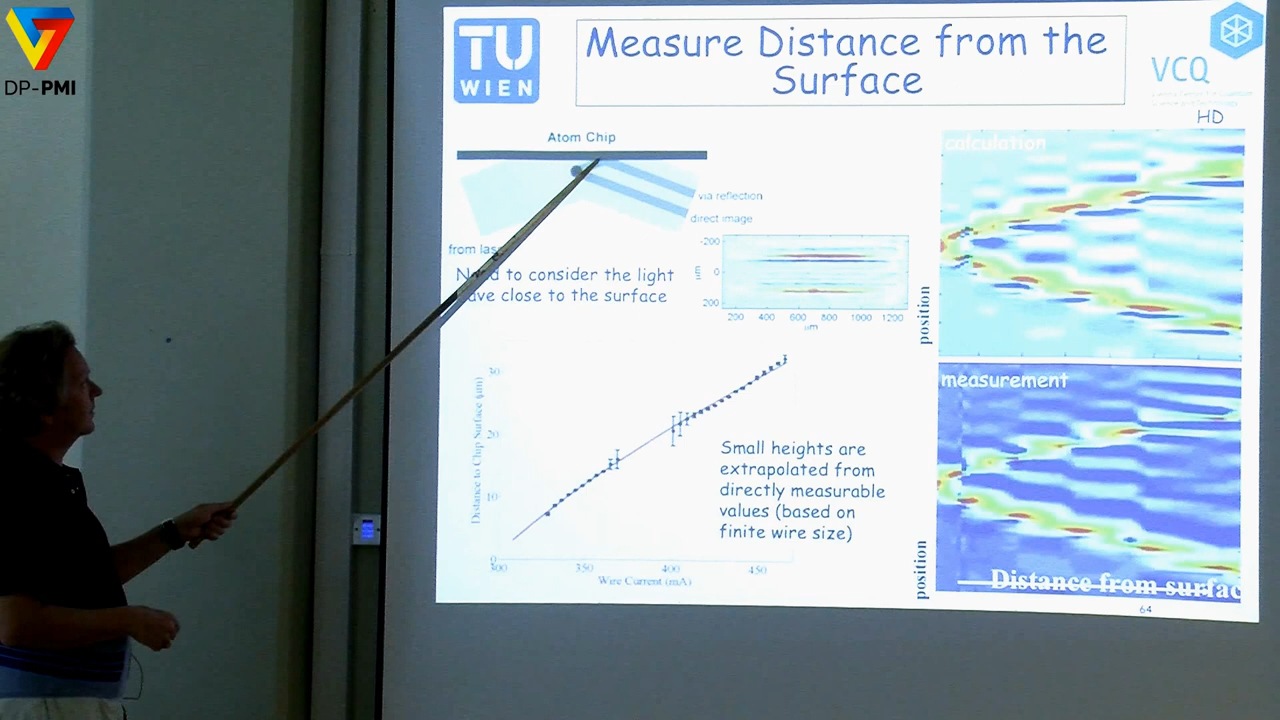 DP-PMI
TU
WIEN
Measure Distance from the
Surface
VCQ
HD
Atom Chip
via reflection
direct image
from
to consider the light
close to the surface
-200
0
200
μm
200 400 600 800 1000 1200
μm
Distance to Chip Surface (μm)
30
20
10
0
300 350 400 450
Wire Current (mA)
Small heights are
extrapolated from
directly measurable
values (based on
finite wire size)
calculation
position
measurement
position
Distance from surfac
64